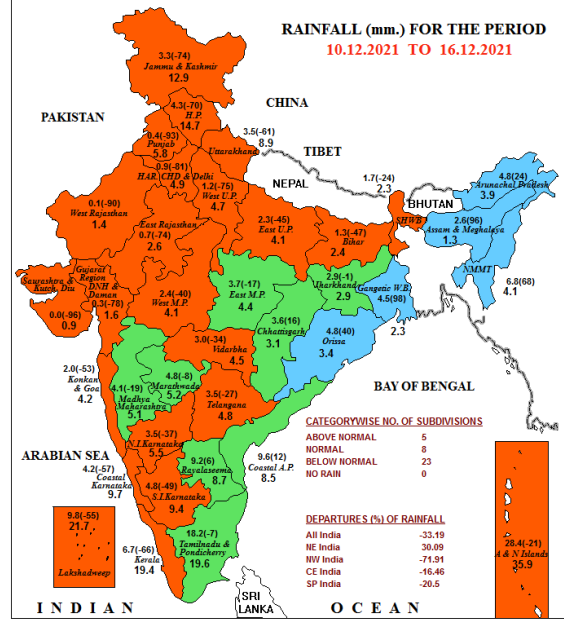 RAINFALL (mm.) FOR THE PERIOD
10.12.2021 TO 16.12.2021
3.3(-74)
Jammu & Kashmir
12.9
CHINA
4.3(-70)
H.P.
14.7
PAKISTAN
0.4(-93)
Punjab
5.8
3.5(-61)
8.9
Uttarakhand
TIBET
0.9(-81)
HAR. CHD & Delhi
4.9
NEPAL
1.2(-75)
West U.P.
4.7
1.7(-24)
2.3
SHWB
BHUTAN
4.8(24)
Arunachal Pradesh
3.9
0.1(-90)
West Rajasthan
1.4
East Rajasthan
0.7(-74)
2.6
2.3(-45)
East U.P.
4.1
1.3(-47)
Bihar
2.4
2.6(96)
Assam & Meghalaya
1.3
NMMT
6.8(68)
4.1
Saurashtra &
Kutch, Diu
0.0(-96)
0.9
Gujarat
Region
DNH &
Daman
0.3(-78)
1.6
2.4(-40)
West M.P.
4.1
3.7(-17)
East M.P.
4.4
2.9(-1)
Jharkhand
2.9
Gangetic W.B.
4.5(98)
2.3
3.6(16)
Chhattisgarh
3.1
4.8(40)
Orissa
3.4
3.0(-34)
Vidarbha
4.5
2.0(-53)
Konkan
& Goa
4.2
4.1(-19)
Madhya
Maharashtra
5.1
4.8(-8)
Marathwada
5.2
3.5(-27)
Telangana
4.8
BAY OF BENGAL
ARABIAN SEA
3.5(-37)
N.I.Karnataka
5.5
4.2(-57)
Coastal
Karnataka
9.7
9.2(6)
Rayalaseema
8.7
9.6(12)
Coastal A.P.
8.5
4.8(-49)
S.I.Karnataka
9.4
CATEGORYWISE NO. OF SUBDIVISIONS
ABOVE NORMAL 5
NORMAL 8
BELOW NORMAL 23
NO RAIN 0
9.8(-55)
21.7
Lakshadweep
6.7(-66)
Kerala
19.4
18.2(-7)
Tamilnadu &
Pondicherry
19.6
DEPARTURES (%) OF RAINFALL
All India -33.19
NE India 30.09
NW India -71.91
CE India -16.46
SP India -20.5
28.4(-21)
A & N Islands
35.9
SRI
LANKA
INDIAN OCEAN